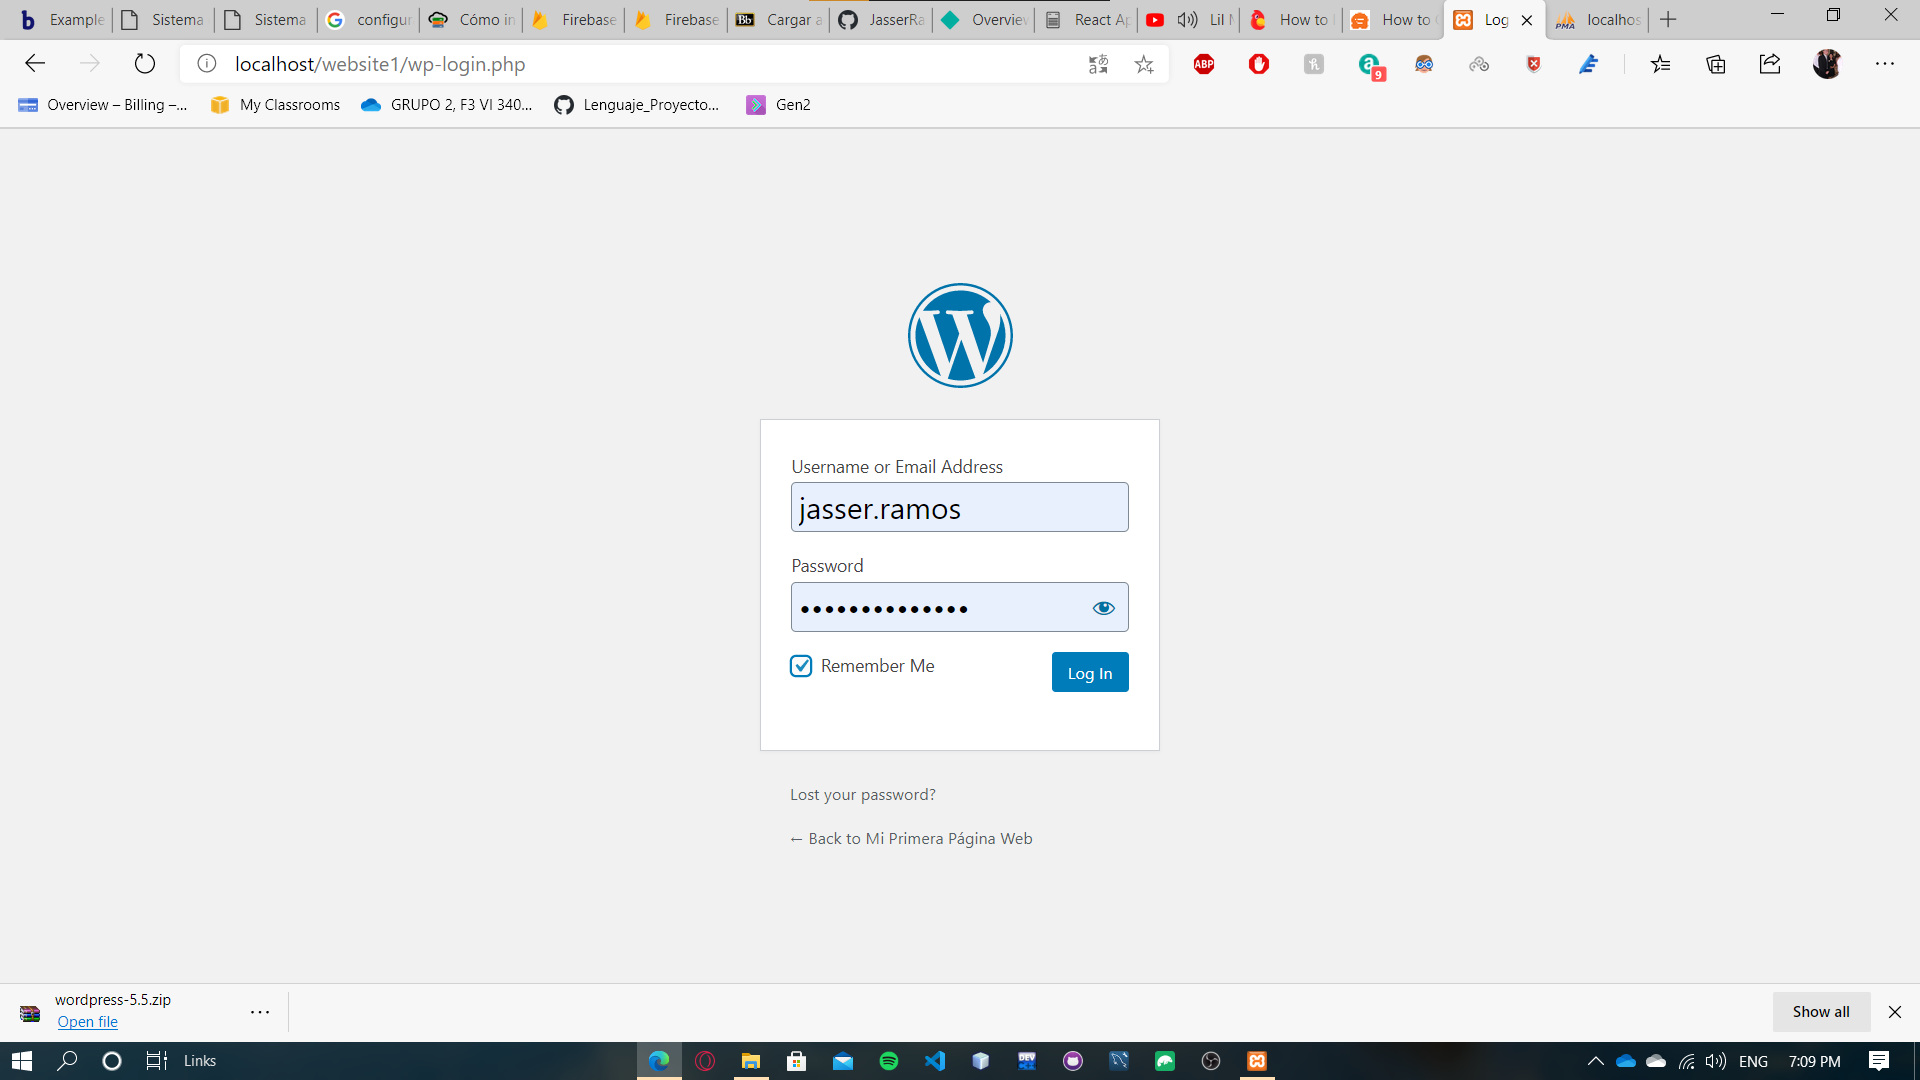 Example
Sistema
Sistema
configur
Cómo in
Firebase
Firebase
Cargar a
JasserRa
Overview
React Ap
Lil N
How to I
How to C
Log
localhos
localhost/website1/wp-login.php
ABP
9
Overview – Billing –...
My Classrooms
GRUPO 2, F3 VI 340...
Lenguaje_Proyecto...
Gen2
Username or Email Address
jasser.ramos
Password
••••••••••••••
Remember Me
Log In
Lost your password?
← Back to Mi Primera Página Web
wordpress-5.5.zip
Open file
Show all
Links
ENG
7:09 PM